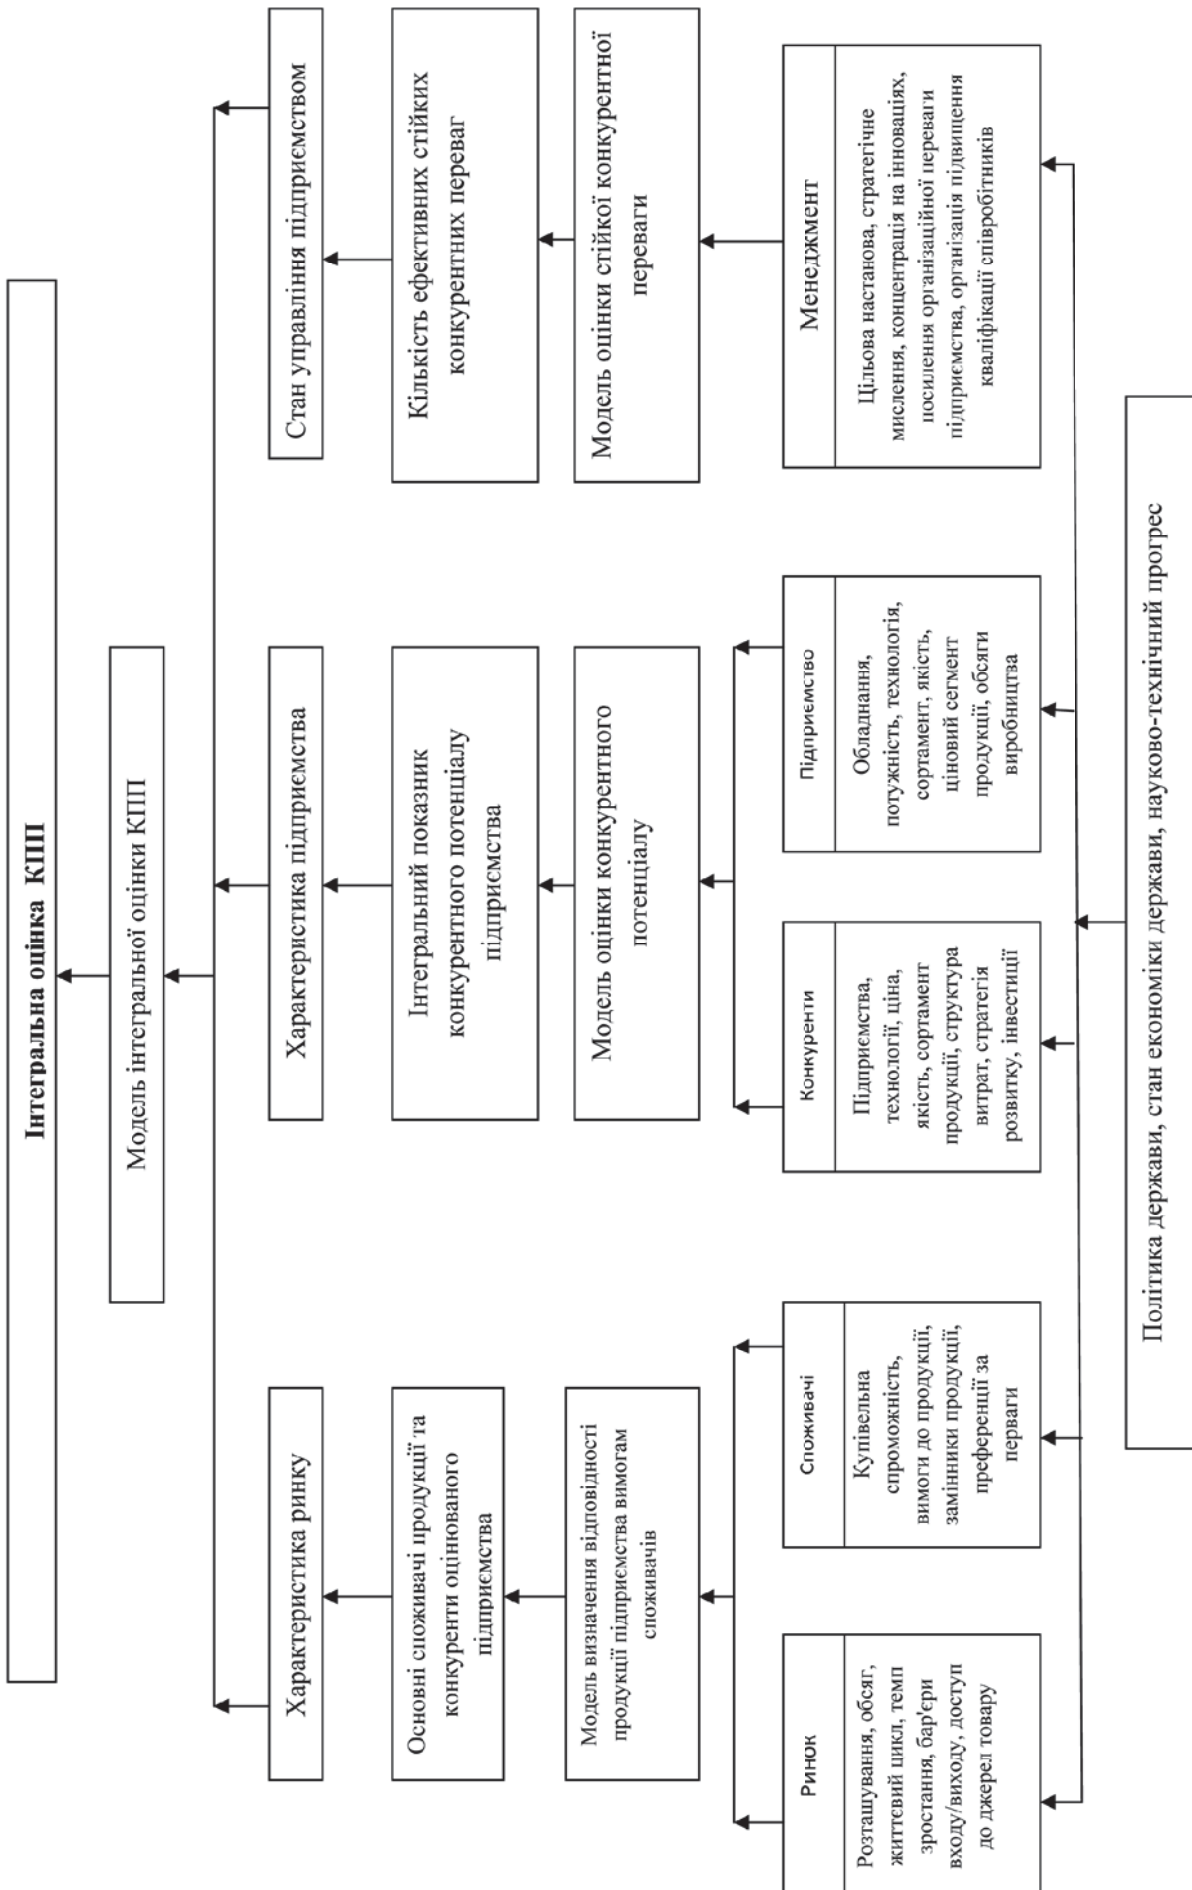 Інтегральна оцінка КПП
Модель інтегральної оцінки КПП
Характеристика ринку
Характеристика підприємства
Стан управління підприємством
Основні споживачі продукції та
конкуренти оцінюваного
підприємства
Інтегральний показник
конкурентного потенціалу
підприємства
Кількість ефективних стійких
конкурентних переваг
Модель визначення відповідності
продукції підприємства вимогам
споживачів
Модель оцінки конкурентного
потенціалу
Модель оцінки стійкої конкурентної
переваги
Ринок
Розташування, обсяг,
життєвий цикл, темп
зростання, бар'єри
входу/виходу, доступ
до джерел товару
Споживачі
Купівельна
спроможність,
вимоги до продукції,
замінники продукції,
преференції за
перваги
Конкуренти
Підприємства,
технології, ціна,
якість, сортамент
продукції, структура
витрат, стратегія
розвитку, інвестиції
Підприємство
Обладнання,
потужність, технологія,
сортамент, якість,
ціновий сегмент
продукції, обсяги
виробництва
Менеджмент
Цільова настанова, стратегічне
мислення, концентрація на інноваціях,
посилення організаційної переваги
підприємства, організація підвищення
кваліфікації співробітників
Політика держави, стан економіки держави, науково-технічний прогрес